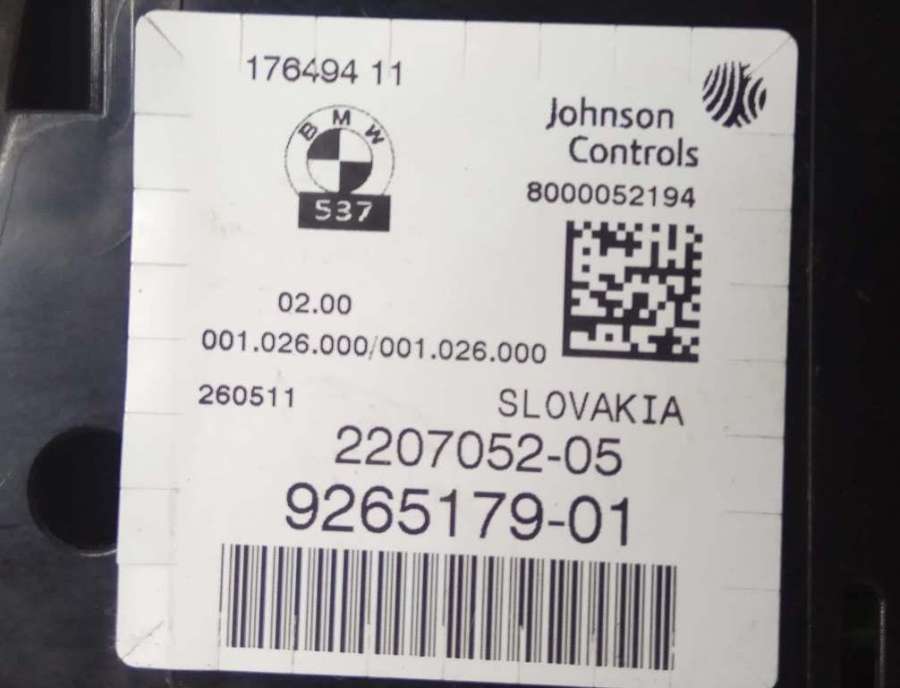 176494 11
BMW
537
Johnson
Controls
8000052194
02.00
001.026.000/001.026.000
260511
SLOVAKIA
2207052-05
9265179-01